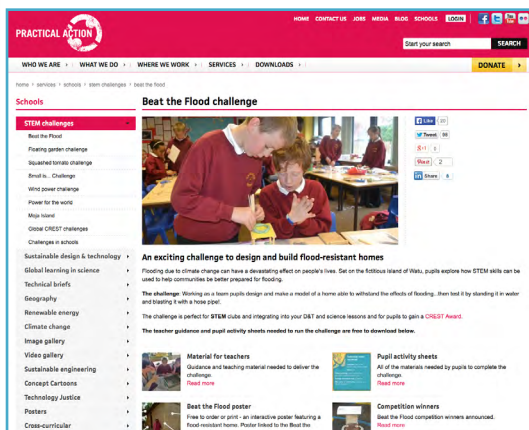 HOME CONTACT US JOBS MEDIA BLOG SCHOOLS LOGIN
PRACTICAL ACTION
Start your search SEARCH
WHO WE ARE WHAT WE DO WHERE WE WORK SERVICES DOWNLOADS DONATE
home > services > schools > stem challenges > beat the flood
Schools
STEM challenges
Beat the Flood
Floating garden challenge
Squashed tomato challenge
Small is... Challenge
Wind power challenge
Power for the world
Moja Island
Global CREST challenges
Challenges in schools
Sustainable design & technology
Global learning in science
Technical briefs
Geography
Renewable energy
Climate change
Image gallery
Video gallery
Sustainable engineering
Concept Cartoons
Technology Justice
Posters
Cross-curricular
Beat the Flood challenge
Like 20
Tweet
+1
Pin it 2
Share
An exciting challenge to design and build flood-resistant homes
Flooding due to climate change can have a devastating effect on people's lives. Set on the fictitious island of Watu, pupils explore how STEM skills can be
used to help communities be better prepared for flooding.
The challenge: Working as a team pupils design and make a model of a home able to withstand the effects of flooding...then test it by standing it in water
and blasting it with a hose pipe!
The challenge is perfect for STEM clubs and integrating into your D&T and science lessons and for pupils to gain a CREST Award.
The teacher guidance and pupil activity sheets needed to run the challenge are free to download below.
Material for teachers
Guidance and teaching material needed to deliver the
challenge.
Read more
Pupil activity sheets
All of the materials needed by pupils to complete the
challenge.
Read more
Beat the Flood poster
Free to order or print - an interactive poster featuring a
flood-resistant home. Poster linked to the Beat the
Competition winners
Beat the Flood competition winners announced.
Read more